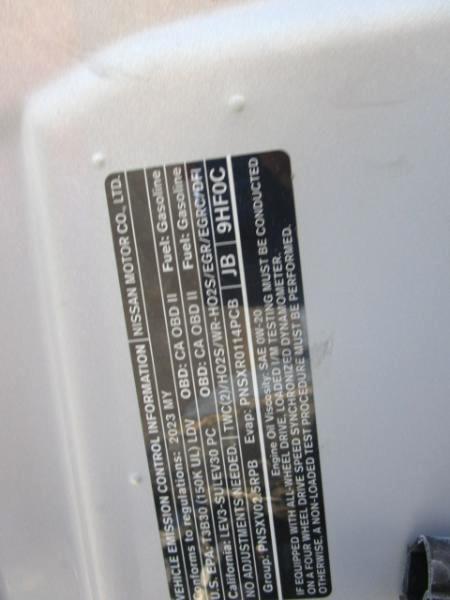 VEHICLE EMISSION CONTROL INFORMATION | NISSAN MOTOR CO., LTD.
Conforms to regulations: 2023 MY Fuel: Gasoline
U.S. EPA: T3B30 (150K UL) LDV OBD: CA OBD II Fuel: Gasoline
California: LEV3-SULEV30 PC OBD: CA OBD II
NO ADJUSTMENTS NEEDED. TWC(2)/HO2S/WR-HO2S/EGR/EGRC/DFI
Group: PNSXV02.5RPB Evap: PNSXR0114PCB JB 9HF0C
Engine Oil Viscosity SAE 0W-20
IF EQUIPPED WITH ALL-WHEEL DRIVE, LOADED I/M TESTING MUST BE CONDUCTED
ON A FOUR WHEEL DRIVE SPEED SYNCHRONIZED DYNAMOMETER.
OTHERWISE, A NON-LOADED TEST PROCEDURE MUST BE PERFORMED.